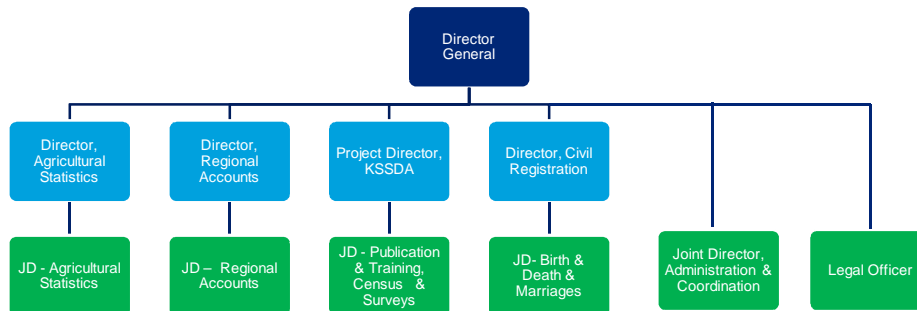 Director
General
Director,
Agricultural
Statistics
Director,
Regional
Accounts
Project Director,
KSSDA
Director, Civil
Registration
JD - Agricultural
Statistics
JD – Regional
Accounts
JD - Publication
& Training,
Census &
Surveys
JD- Birth &
Death &
Marriages
Joint Director,
Administration &
Coordination
Legal Officer